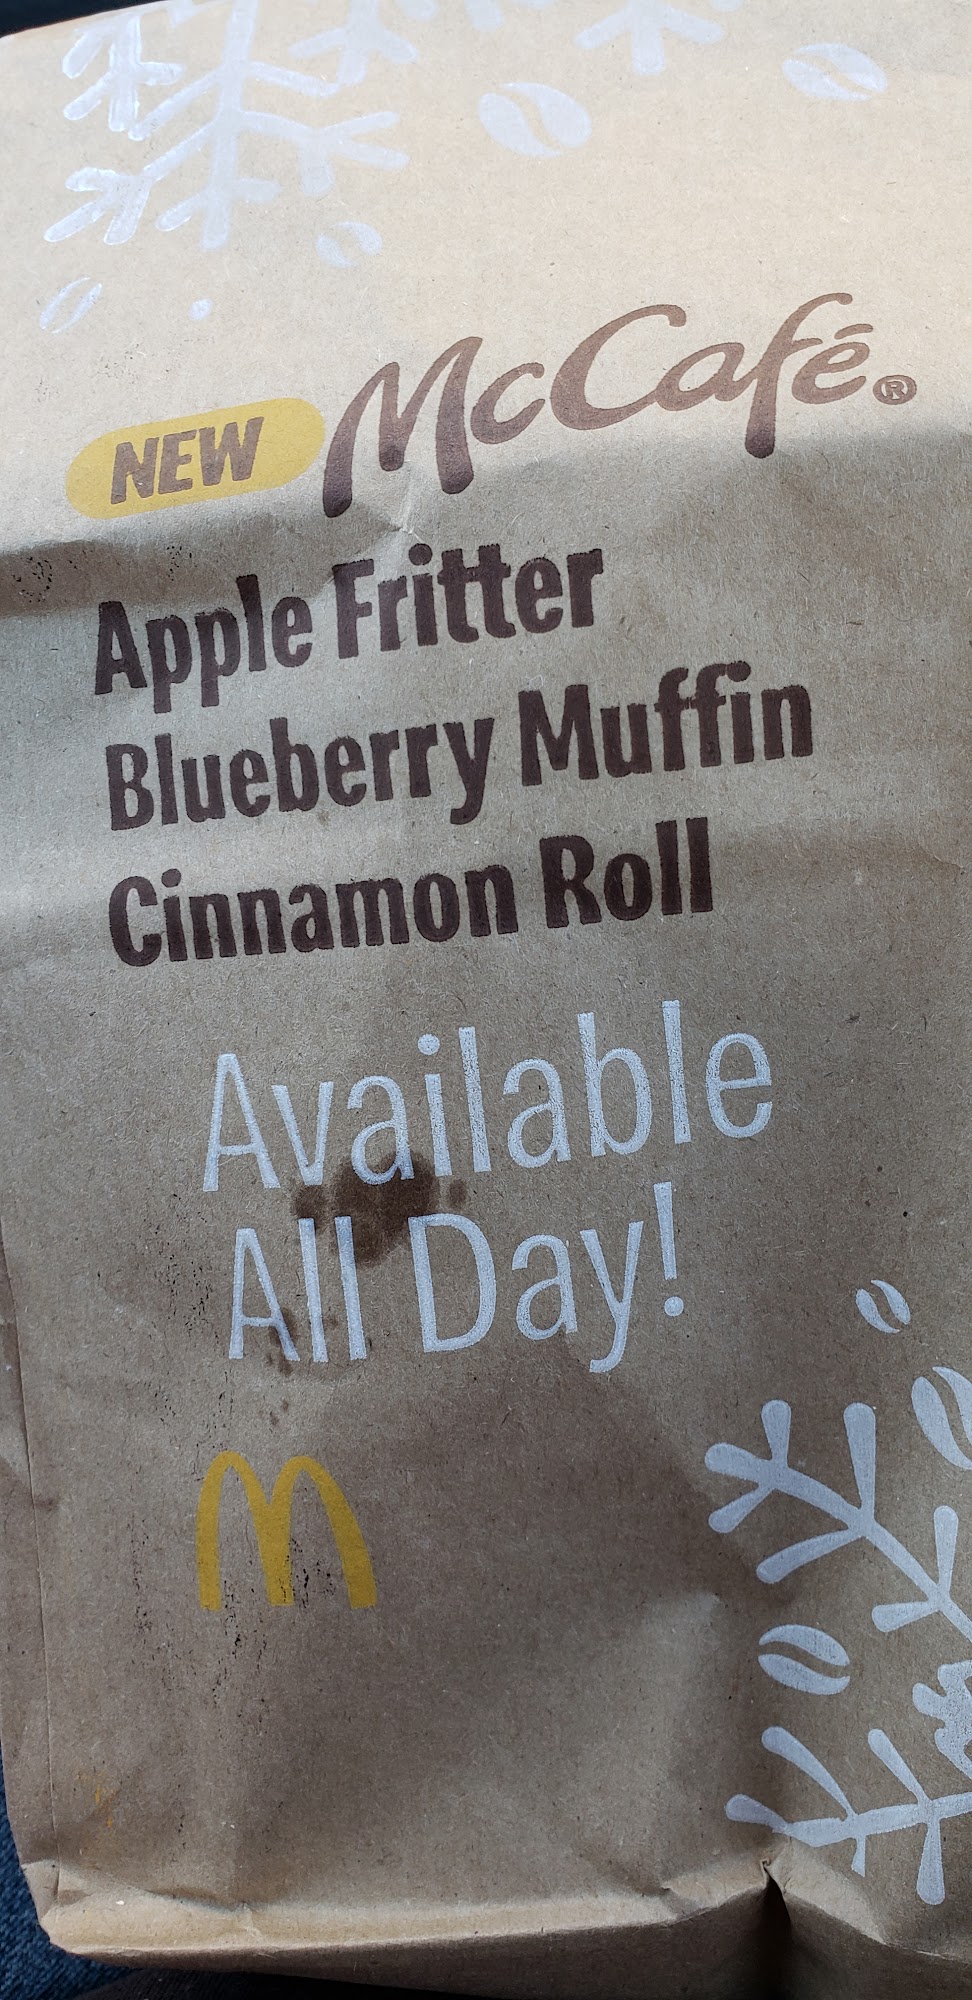 NEW McCafé®
Apple Fritter
Blueberry Muffin
Cinnamon Roll
Available
All Day!